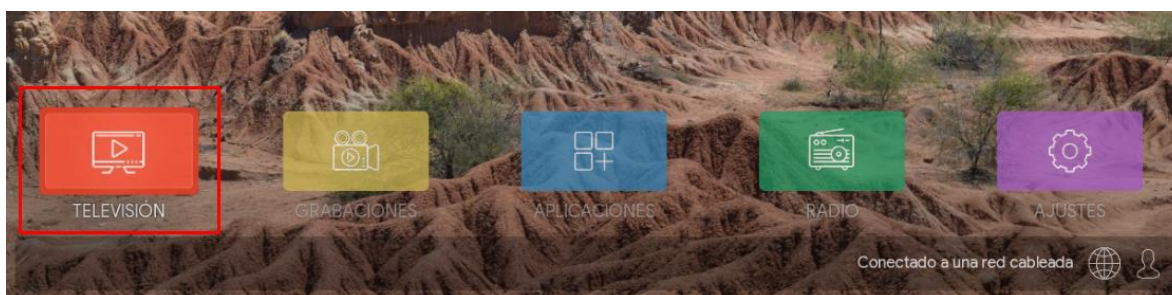 TELEVISIÓN
GRABACIONES
APLICACIONES
RADIO
AJUSTES
Conectado a una red cableada